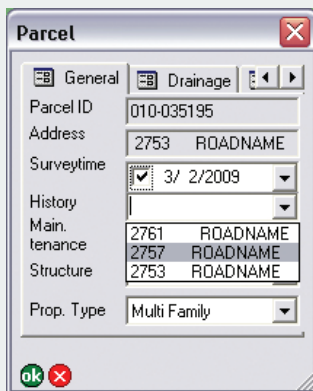 Parcel
General Drainage
Parcel ID 010-035195
Address 2753 ROADNAME
Surveytime 3/ 2/2009
History
Main.
tenance
2761 ROADNAME
2757 ROADNAME
2753 ROADNAME
Structure
Prop. Type Multi Family
ok